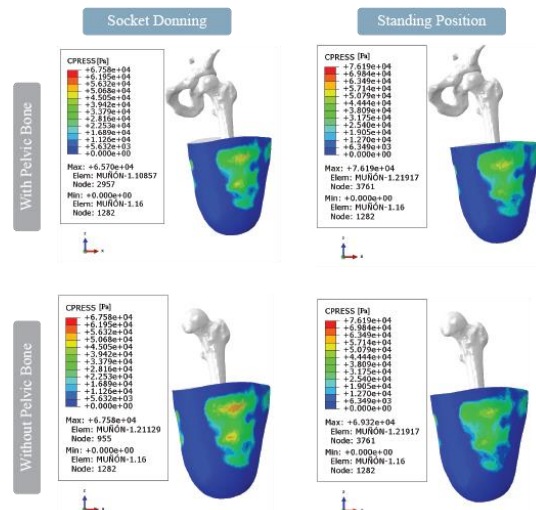 Socket Donning
Standing Position
With Pelvic Bone
CPRESS [Pa]
+6.758e+04
+6.195e+04
+5.632e+04
+5.068e+04
+4.505e+04
+3.942e+04
+3.379e+04
+2.816e+04
+2.253e+04
+1.689e+04
+1.126e+04
+5.632e+03
+0.000e+00
Max: +6.570e+04
Elem: MUÑÓN-1.10857
Node: 2957
Min: +0.000e+00
Elem: MUÑÓN-1.16
Node: 1282
z
x
CPRESS [Pa]
+7.619e+04
+6.984e+04
+6.349e+04
+5.714e+04
+5.079e+04
+4.444e+04
+3.809e+04
+3.175e+04
+2.540e+04
+1.905e+04
+1.270e+04
+6.349e+03
+0.000e+00
Max: +7.619e+04
Elem: MUÑÓN-1.21917
Node: 3761
Min: +0.000e+00
Elem: MUÑÓN-1.16
Node: 1282
z
x
Without Pelvic Bone
CPRESS [Pa]
+6.758e+04
+6.195e+04
+5.632e+04
+5.068e+04
+4.505e+04
+3.942e+04
+3.379e+04
+2.816e+04
+2.253e+04
+1.689e+04
+1.126e+04
+5.632e+03
+0.000e+00
Max: +6.758e+04
Elem: MUÑÓN-1.21129
Node: 955
Min: +0.000e+00
Elem: MUÑÓN-1.16
Node: 1282
CPRESS [Pa]
+7.619e+04
+6.984e+04
+6.349e+04
+5.714e+04
+5.079e+04
+4.444e+04
+3.809e+04
+3.175e+04
+2.540e+04
+1.905e+04
+1.270e+04
+6.349e+03
+0.000e+00
Max: +6.932e+04
Elem: MUÑÓN-1.21917
Node: 3761
Min: +0.000e+00
Elem: MUÑÓN-1.16
Node: 1282